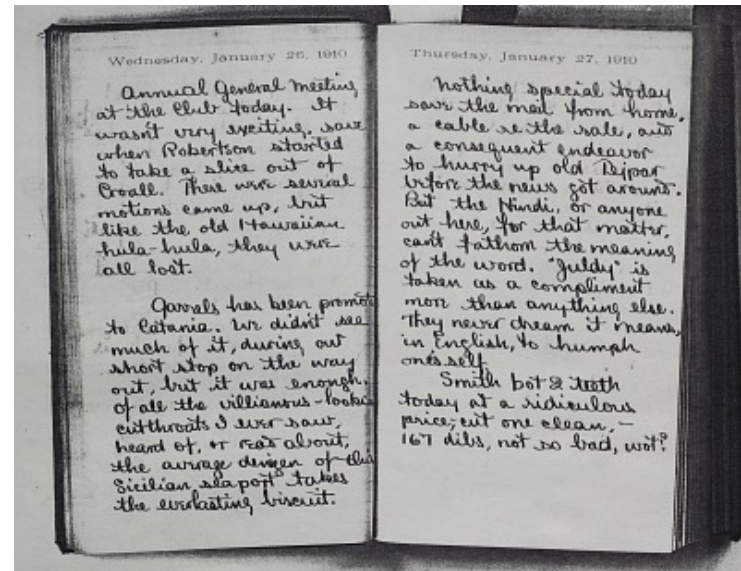 Wednesday, January 26, 1910
Annual General Meeting
at the Club today. It
wasn't very exciting, save
when Robertson started
to take a slice out of
Croall. There were several
motions came up, but
like the old Hawaiian
hula-hula, they were
all lost.
Garrels has been promote
to Catania. We didn't see
much of it, during out
short stop on the way
out, but it was enough.
Of all the villianous-lookin
cutthroats I ever saw,
heard of, or read about,
the average denizen of this
Sicilian seaport takes
the everlasting biscuit.
Thursday, January 27, 1910
Nothing special today
save the mail from home,
a cable re the sale, and
a consequent endeavor
to hurry up old Tejpar
before the news got around.
But the Hindi, or anyone
out here, for that matter,
can't fathom the meaning
of the word. "Juldy" is
taken as a compliment
more than anything else.
They never dream it means,
in English, to humph
one's self
Smith bot 2 teeth
today at a ridiculous
price; cut one clean, —
167 dibs, not so bad, wot?